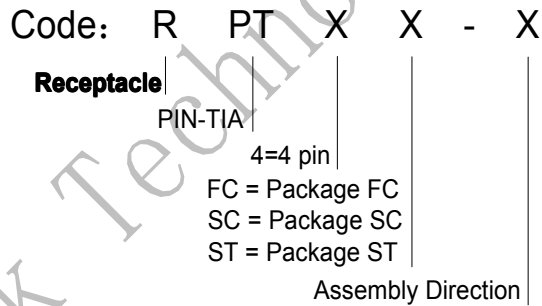 Code： R PT X X - X
Receptacle
PIN-TIA
4=4 pin
FC = Package FC
SC = Package SC
ST = Package ST
Assembly Direction
k Techno